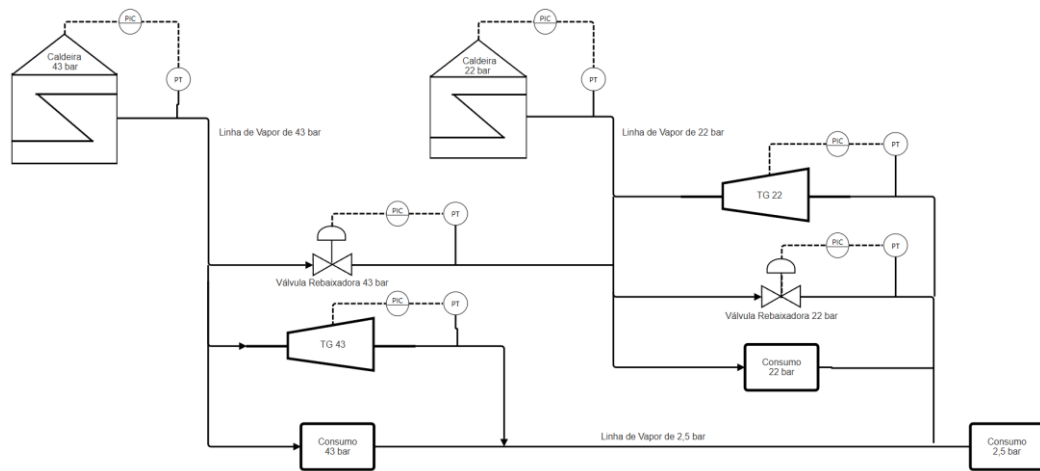 PIC
Caldeira
43 bar
PT
Linha de Vapor de 43 bar
PIC
Caldeira
22 bar
PT
Linha de Vapor de 22 bar
PIC
PT
TG 22
PIC
PT
Válvula Rebaixadora 43 bar
PIC
PT
Válvula Rebaixadora 22 bar
PIC
PT
TG 43
Consumo
22 bar
Consumo
43 bar
Linha de Vapor de 2,5 bar
Consumo
2,5 bar